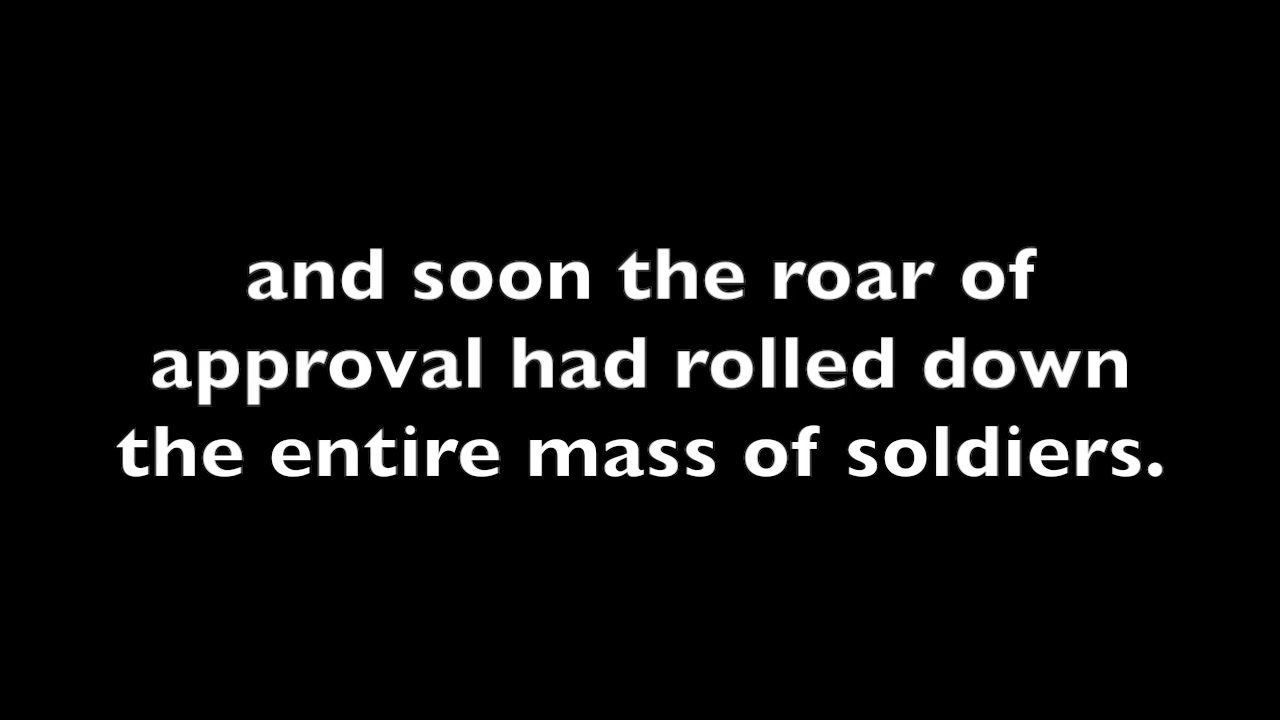 and soon the roar of
approval had rolled down
the entire mass of soldiers.